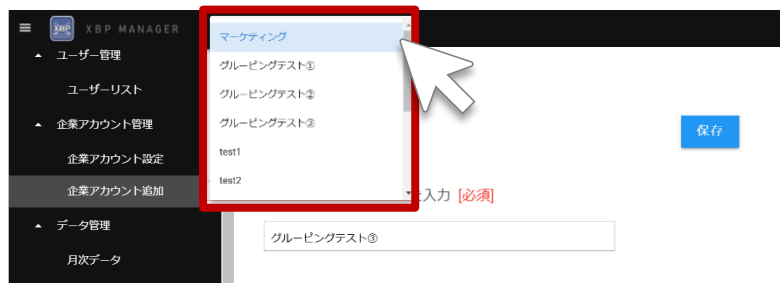 XBP
XBP MANAGER
ユーザー管理
ユーザーリスト
企業アカウント管理
企業アカウント設定
企業アカウント追加
データ管理
月次データ
マーケティング
グルーピングテスト①
グルーピングテスト②
グルーピングテスト③
test1
test2
保存
を入力 [必須]
グルーピングテスト③